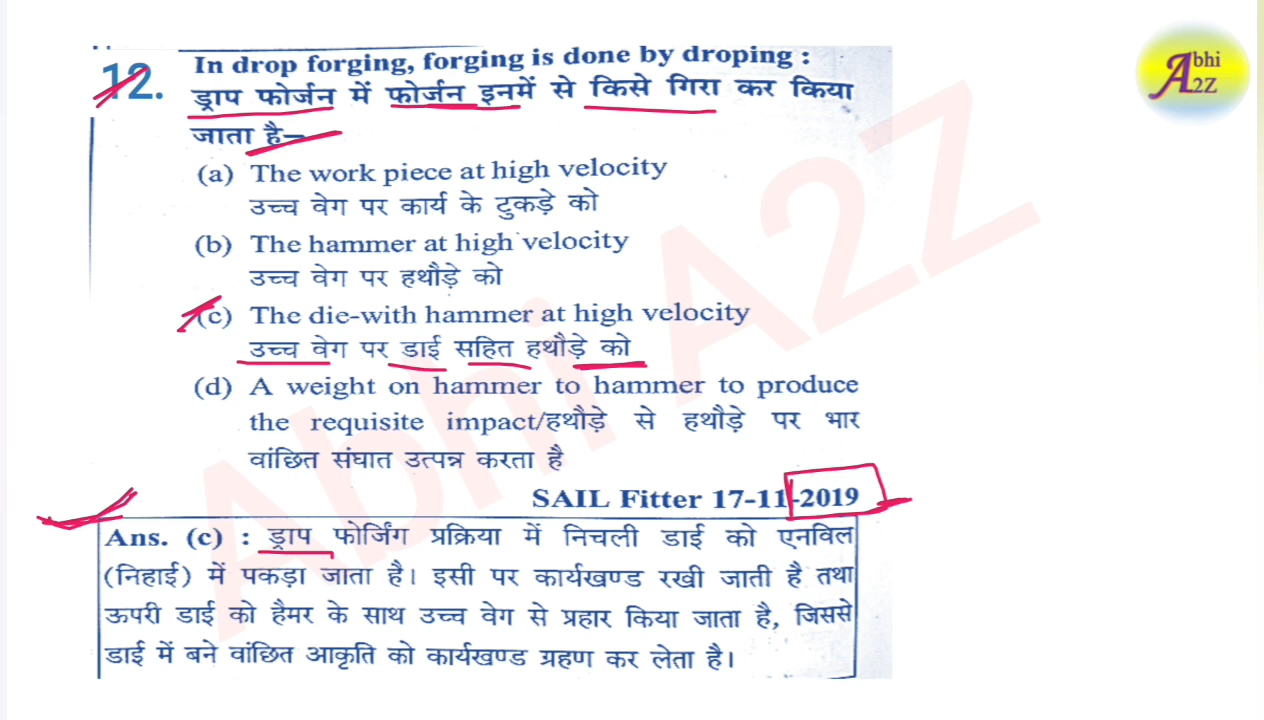 Abhi
A2Z
12. In drop forging, forging is done by droping :
ड्राप फोर्जन में फोर्जन इनमें से किसे गिरा कर किया
जाता है–
(a) The work piece at high velocity
उच्च वेग पर कार्य के टुकड़े को
(b) The hammer at high velocity
उच्च वेग पर हथौड़े को
(c) The die-with hammer at high velocity
उच्च वेग पर डाई सहित हथौड़े को
(d) A weight on hammer to hammer to produce
the requisite impact/हथौड़े से हथौड़े पर भार
वांछित संघात उत्पन्न करता है
SAIL Fitter 17-11-2019
Ans. (c) : ड्राप फोर्जिंग प्रक्रिया में निचली डाई को एनविल
(निहाई) में पकड़ा जाता है। इसी पर कार्यखण्ड रखी जाती है तथा
ऊपरी डाई को हैमर के साथ उच्च वेग से प्रहार किया जाता है, जिससे
डाई में बने वांछित आकृति को कार्यखण्ड ग्रहण कर लेता है।
Abhi A2Z